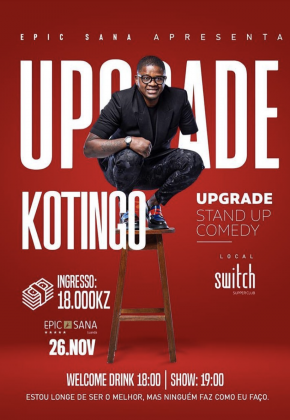 EPIC SANA APRESENTA
UPGRADE
KOTINGO
UPGRADE
STAND UP
COMEDY
LOCAL
switch
SUPPERCLUB
INGRESSO:
18.000KZ
EPIC SANA
26.NOV
WELCOME DRINK 18:00 | SHOW: 19:00
ESTOU LONGE DE SER O MELHOR, MAS NINGUÉM FAZ COMO EU FAÇO.